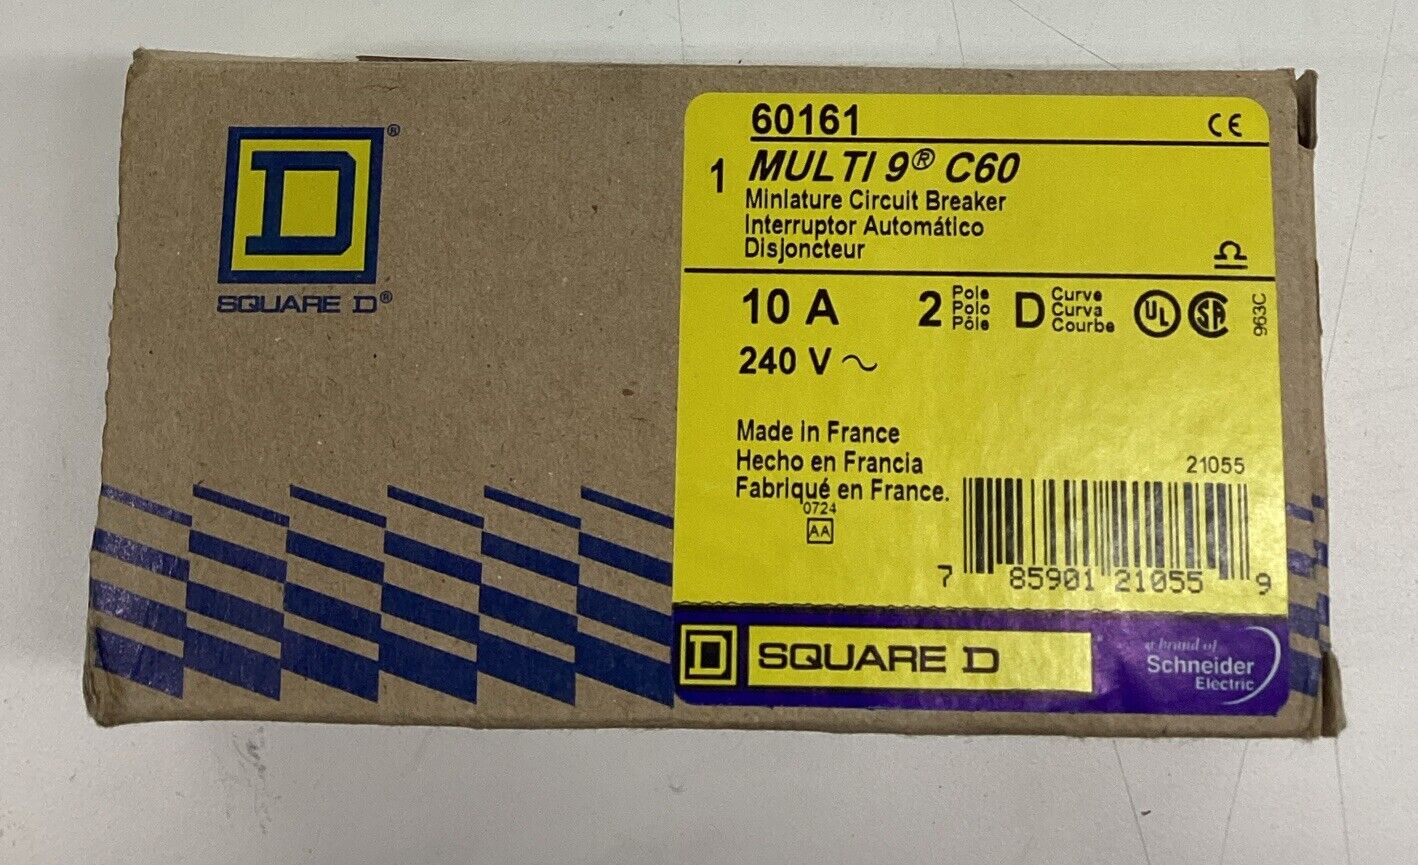 D®
SQUARE D®
60161
CE
1 MULTI 9® C60
Miniature Circuit Breaker
Interruptor Automático
Disjoncteur
10 A
2 Pole
Polo
Pôle
D Curve
Curva
Courbe
UL
SA
963C
240 V ~
Made in France
Hecho en Francia
Fabriqué en France.
0724
AA
21055
7 85901 21055 9
D SQUARE D
a brand of
Schneider
Electric